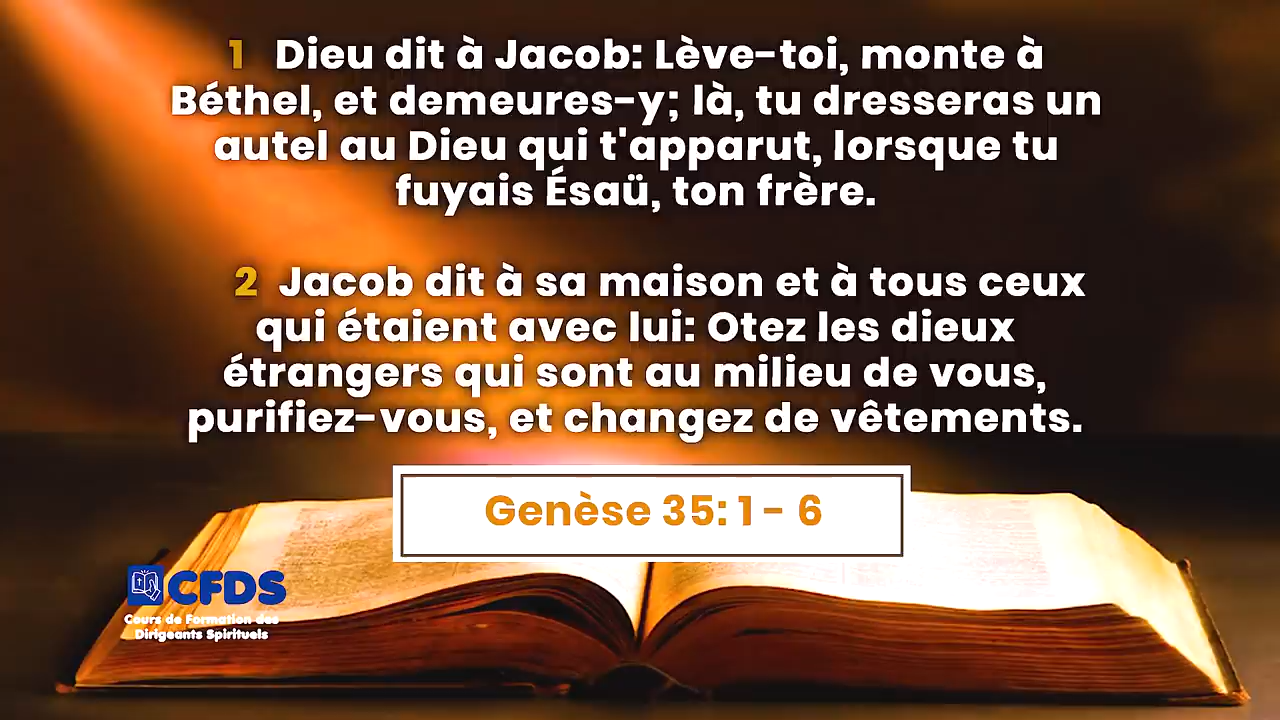 1 Dieu dit à Jacob: Lève-toi, monte à
Béthel, et demeures-y; là, tu dresseras un
autel au Dieu qui t'apparut, lorsque tu
fuyais Ésaü, ton frère.
2 Jacob dit à sa maison et à tous ceux
qui étaient avec lui: Otez les dieux
étrangers qui sont au milieu de vous,
purifiez-vous, et changez de vêtements.
Genèse 35: 1 - 6
CFDS
Cours de Formation des
Dirigeants Spirituels